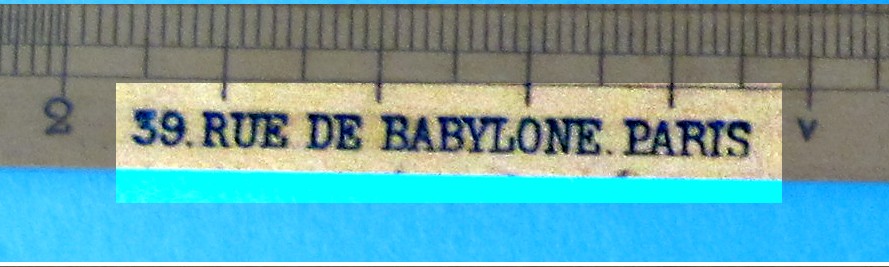 2
39. RUE DE BABYLONE. PARIS
v